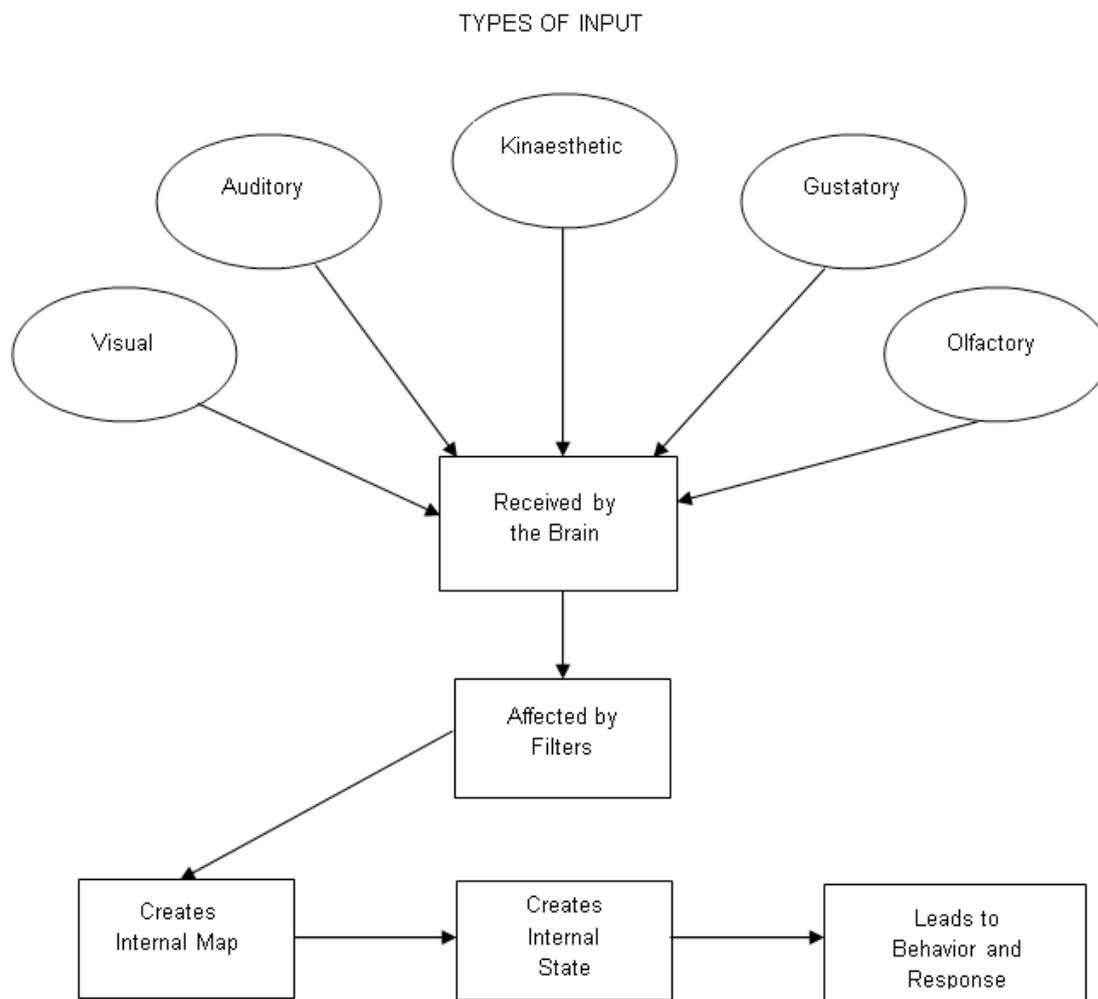 TYPES OF INPUT
Kinaesthetic
Auditory
Gustatory
Visual
Olfactory
Received by
the Brain
Affected by
Filters
Creates
Internal Map
Creates
Internal
State
Leads to
Behavior and
Response